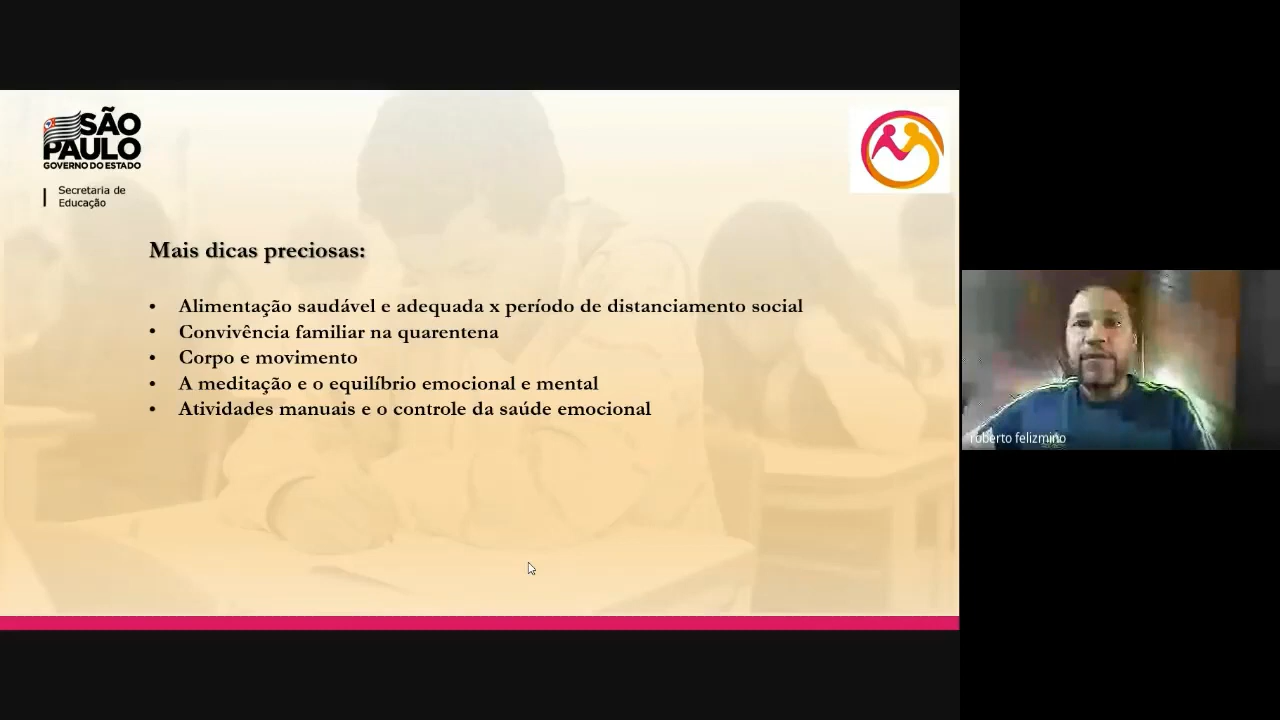 SÃO
PAULO
GOVERNO DO ESTADO
Secretaria de
Educação
Mais dicas preciosas:
• Alimentação saudável e adequada x período de distanciamento social
• Convivência familiar na quarentena
• Corpo e movimento
• A meditação e o equilíbrio emocional e mental
• Atividades manuais e o controle da saúde emocional
roberto felizmino